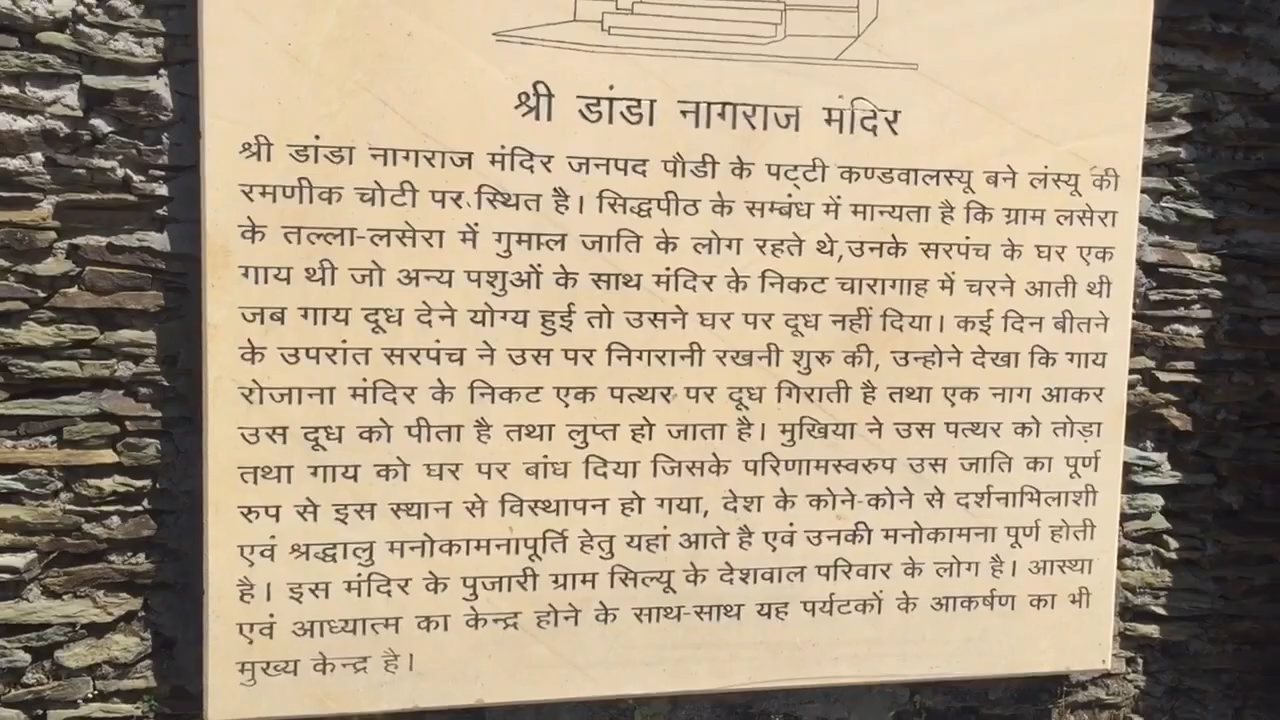 श्री डांडा नागराज मंदिर
श्री डांडा नागराज मंदिर जनपद पौडी के पट्टी कण्डवालस्यू बने लंस्यू की
रमणीक चोटी पर स्थित है। सिद्धपीठ के सम्बंध में मान्यता है कि ग्राम लसेरा
के तल्ला-लसेरा में गुमाल जाति के लोग रहते थे,उनके सरपंच के घर एक
गाय थी जो अन्य पशुओं के साथ मंदिर के निकट चारागाह में चरने आती थी
जब गाय दूध देने योग्य हुई तो उसने घर पर दूध नहीं दिया। कई दिन बीतने
के उपरांत सरपंच ने उस पर निगरानी रखनी शुरु की, उन्होने देखा कि गाय
रोजाना मंदिर के निकट एक पत्थर पर दूध गिराती है तथा एक नाग आकर
उस दूध को पीता है तथा लुप्त हो जाता है। मुखिया ने उस पत्थर को तोड़ा
तथा गाय को घर पर बांध दिया जिसके परिणामस्वरुप उस जाति का पूर्ण
रुप से इस स्थान से विस्थापन हो गया, देश के कोने-कोने से दर्शनाभिलाशी
एवं श्रद्धालु मनोकामनापूर्ति हेतु यहां आते है एवं उनकी मनोकामना पूर्ण होती
है। इस मंदिर के पुजारी ग्राम सिल्यू के देशवाल परिवार के लोग है। आस्था
एवं आध्यात्म का केन्द्र होने के साथ-साथ यह पर्यटकों के आकर्षण का भी
मुख्य केन्द्र है।